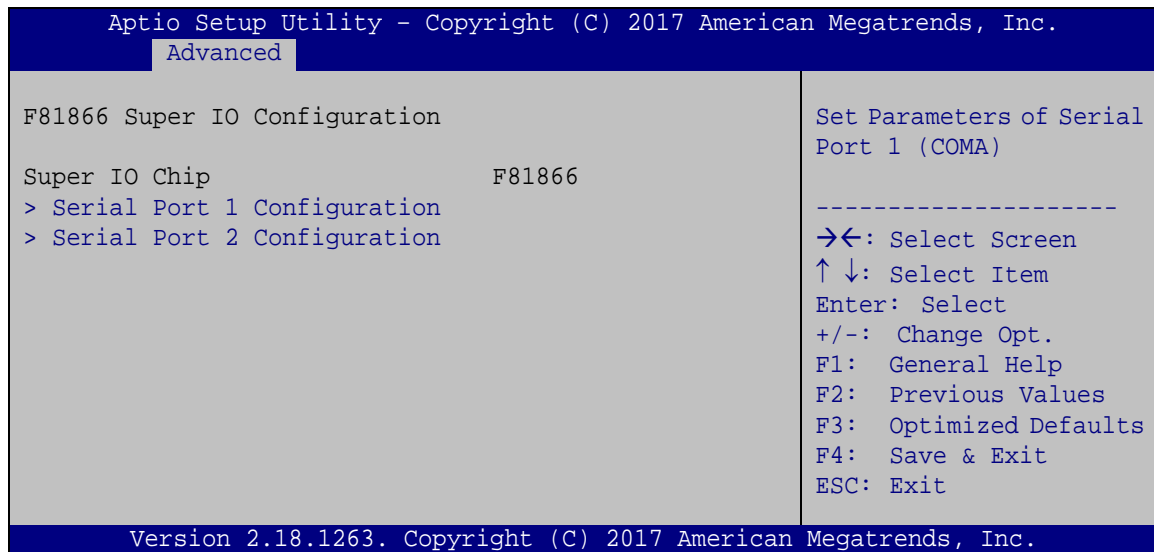 Aptio Setup Utility – Copyright (C) 2017 American Megatrends, Inc.
Advanced
F81866 Super IO Configuration
Super IO Chip F81866
> Serial Port 1 Configuration
> Serial Port 2 Configuration
Set Parameters of Serial
Port 1 (COMA)
---------------------
→←: Select Screen
↑ ↓: Select Item
Enter: Select
+/-: Change Opt.
F1: General Help
F2: Previous Values
F3: Optimized Defaults
F4: Save & Exit
ESC: Exit
Version 2.18.1263. Copyright (C) 2017 American Megatrends, Inc.